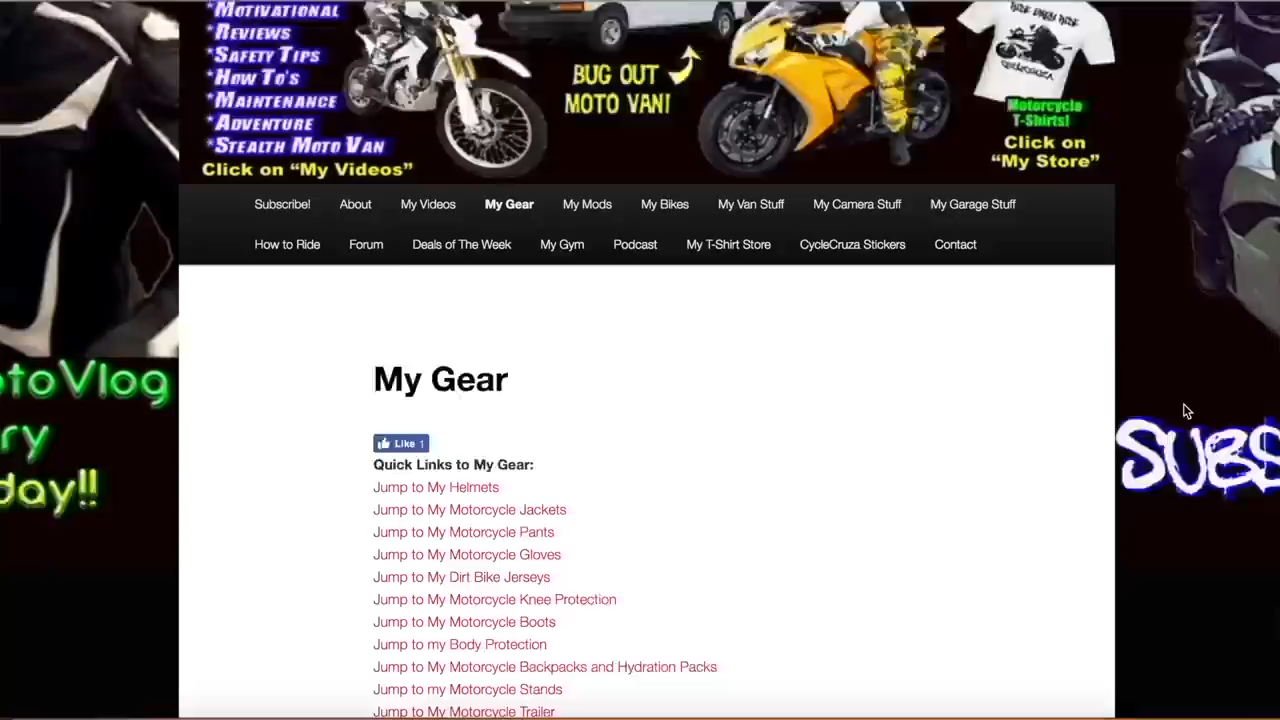 *Motivational
*Reviews
*Safety Tips
*How To's
*Maintenance
*Adventure
*Stealth Moto Van
Click on "My Videos"
BUG OUT
MOTO VAN!
RIDE EVERY RIDE
CYCLECRUZA
Motorcycle
T-Shirts!
Click on
"My Store"
Subscribe! About My Videos My Gear My Mods My Bikes My Van Stuff My Camera Stuff My Garage Stuff
How to Ride Forum Deals of The Week My Gym Podcast My T-Shirt Store CycleCruza Stickers Contact
otoVlog
ry
day!!
SUBS
My Gear
Like 1
Quick Links to My Gear:
Jump to My Helmets
Jump to My Motorcycle Jackets
Jump to My Motorcycle Pants
Jump to My Motorcycle Gloves
Jump to My Dirt Bike Jerseys
Jump to My Motorcycle Knee Protection
Jump to My Motorcycle Boots
Jump to my Body Protection
Jump to My Motorcycle Backpacks and Hydration Packs
Jump to my Motorcycle Stands
Jump to My Motorcycle Trailer